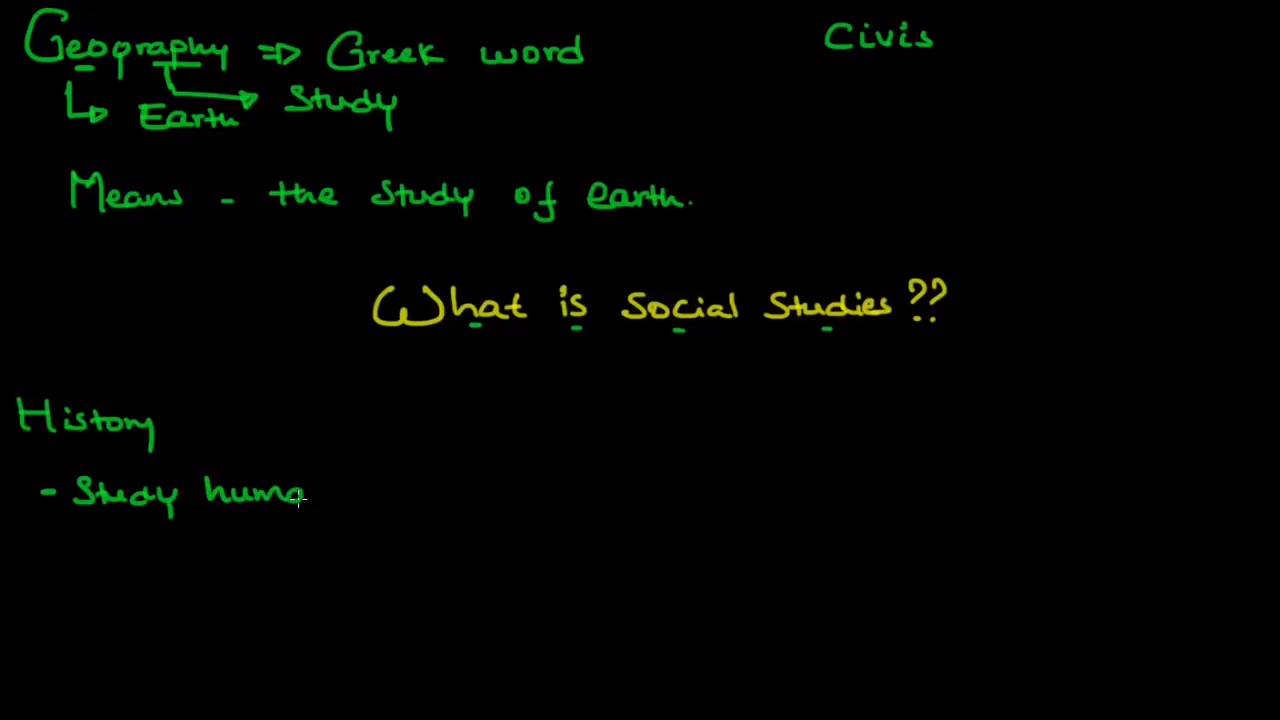 Geography ⇒ Greek word
Civis
Earth
Study
Means - the study of earth.
What is Social Studies??
History
- Study huma